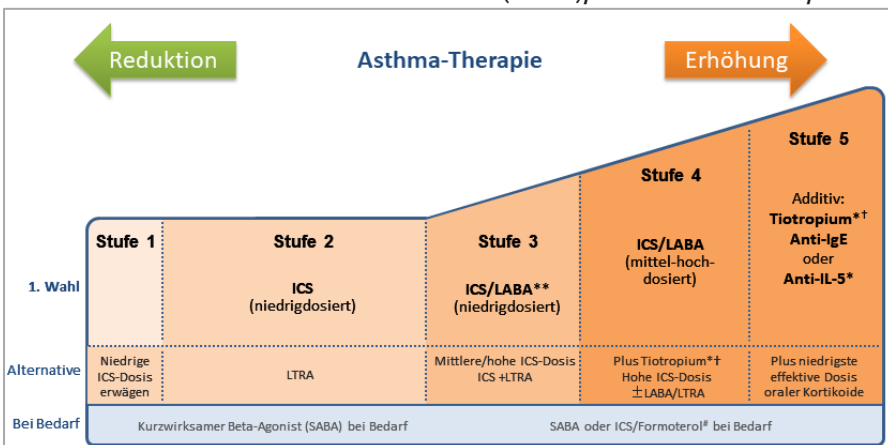 Reduktion
Asthma-Therapie
Erhöhung
Stufe 1
Stufe 2
Stufe 3
Stufe 4
Stufe 5
1. Wahl
ICS
(niedrigdosiert)
ICS/LABA**
(niedrigdosiert)
ICS/LABA
(mittel-hoch-
dosiert)
Additiv:
Tiotropium*†
Anti-IgE
oder
Anti-IL-5*
Alternative
Niedrige
ICS-Dosis
erwägen
LTRA
Mittlere/hohe ICS-Dosis
ICS +LTRA
Plus Tiotropium*†
Hohe ICS-Dosis
±LABA/LTRA
Plus niedrigste
effektive Dosis
oraler Kortikoide
Bei Bedarf
Kurzwirksamer Beta-Agonist (SABA) bei Bedarf
SABA oder ICS/Formoterol# bei Bedarf